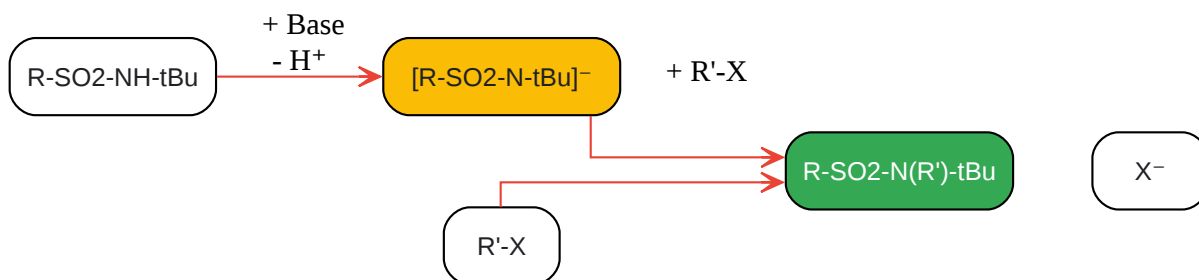 + Base
- H⁺
R-SO2-NH-tBu
[R-SO2-N-tBu]⁻
+ R'-X
R-SO2-N(R')-tBu
X⁻
R'-X